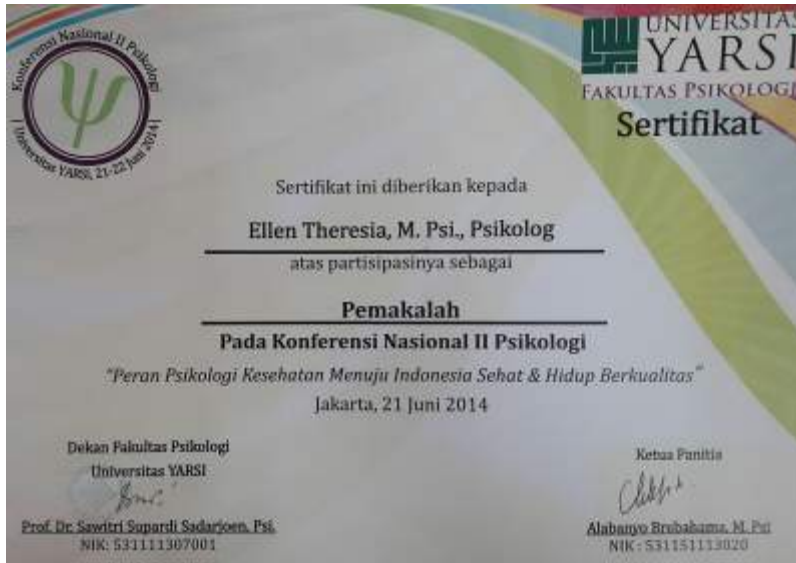 Konferensi Nasional II Psikologi
| Universitas YARSI, 21-22 Juni 2014 |
UNIVERSITAS
YARSI
FAKULTAS PSIKOLOGI
Sertifikat
Sertifikat ini diberikan kepada
Ellen Theresia, M. Psi., Psikolog
atas partisipasinya sebagai
Pemakalah
Pada Konferensi Nasional II Psikologi
"Peran Psikologi Kesehatan Menuju Indonesia Sehat & Hidup Berkualitas"
Jakarta, 21 Juni 2014
Dekan Fakultas Psikologi
Universitas YARSI
Prof. Dr. Sawitri Supardi Sadarjoen, Psi.
NIK: 531111307001
Ketua Panitia
Alabanyo Brebahama, M. Psi
NIK: 531151113020